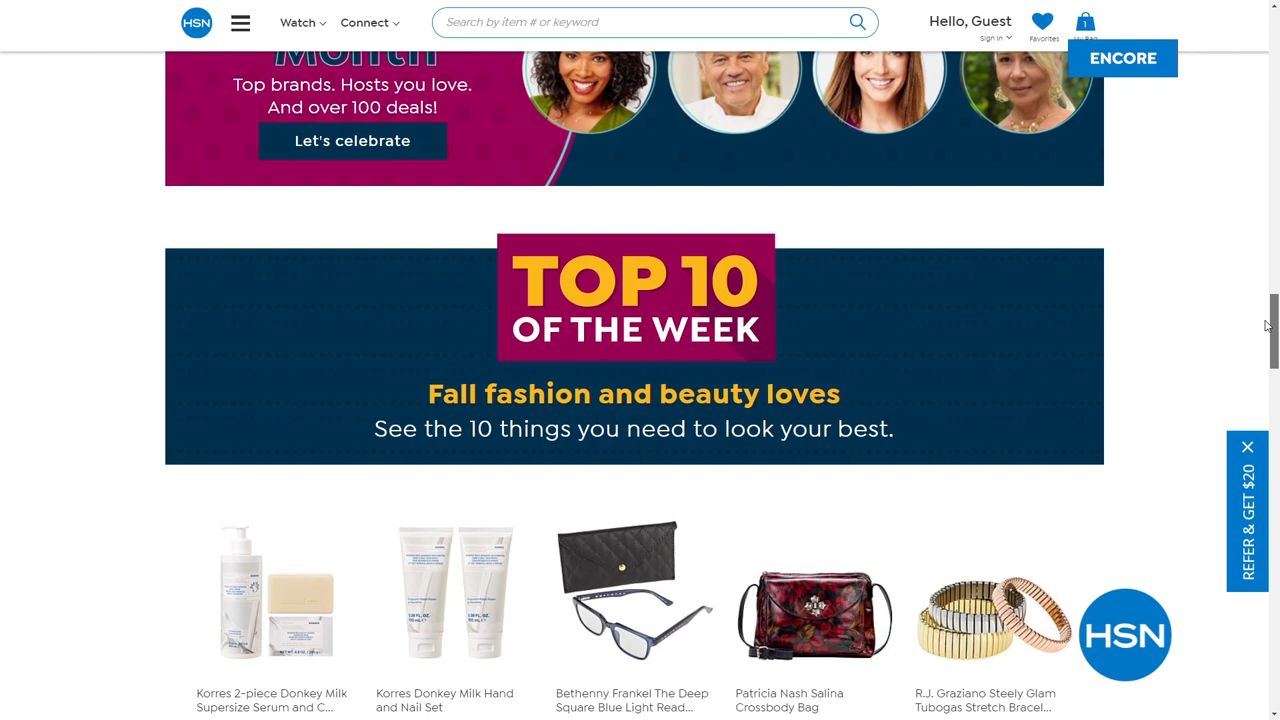 HSN
Watch
Connect
Search by item # or keyword
Hello, Guest
Sign In
Favorites
1
My Bag
ENCORE
Month
Top brands. Hosts you love.
And over 100 deals!
Let's celebrate
TOP 10
OF THE WEEK
Fall fashion and beauty loves
See the 10 things you need to look your best.
REFER & GET $20
HSN
Korres 2-piece Donkey Milk
Supersize Serum and C...
Korres Donkey Milk Hand
and Nail Set
Bethenny Frankel The Deep
Square Blue Light Read...
Patricia Nash Salina
Crossbody Bag
R.J. Graziano Steely Glam
Tubogas Stretch Bracel...